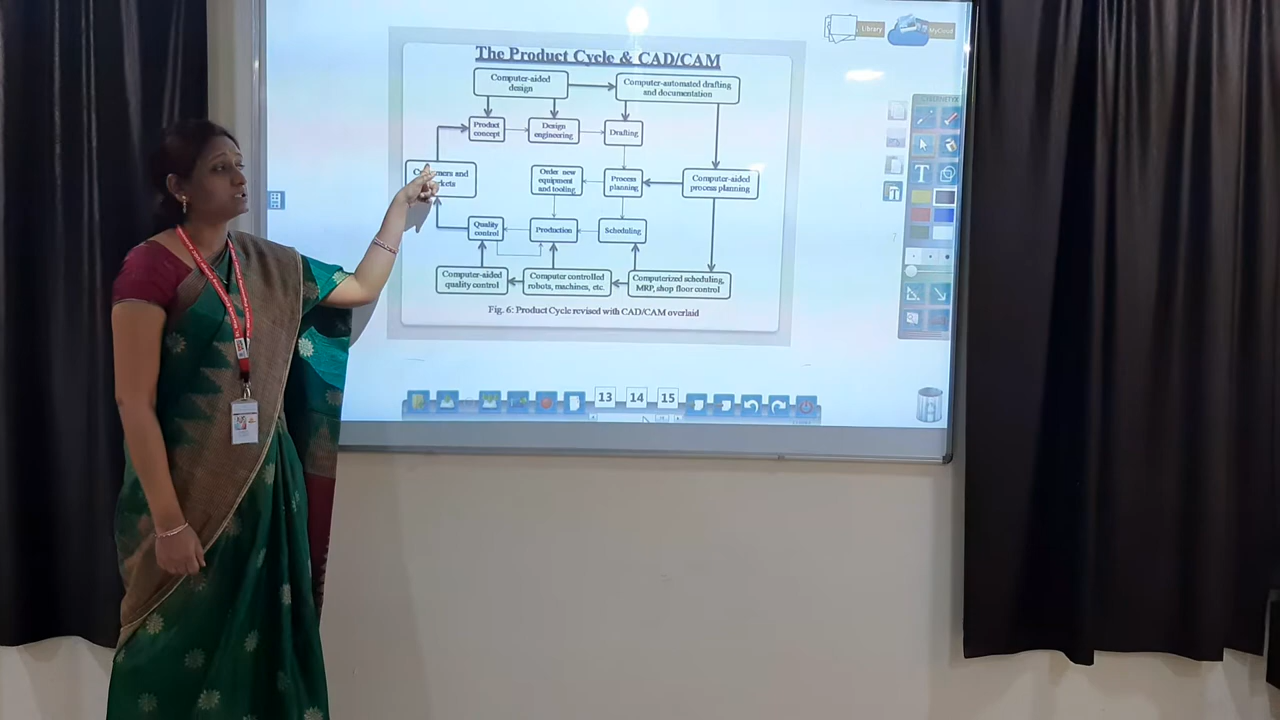 The Product Cycle & CAD/CAM
Computer-aided
design
Computer-automated drafting
and documentation
Product
concept
Design
engineering
Drafting
and
Order new
equipment
and tooling
Process
planning
Computer-aided
process planning
Quality
control
Production
Scheduling
Computer-aided
quality control
Computer controlled
robots, machines, etc.
Computerized scheduling,
MRP, shop floor control
Fig. 6: Product Cycle revised with CAD/CAM overlaid
Library
MyCloud
T
13
14
15